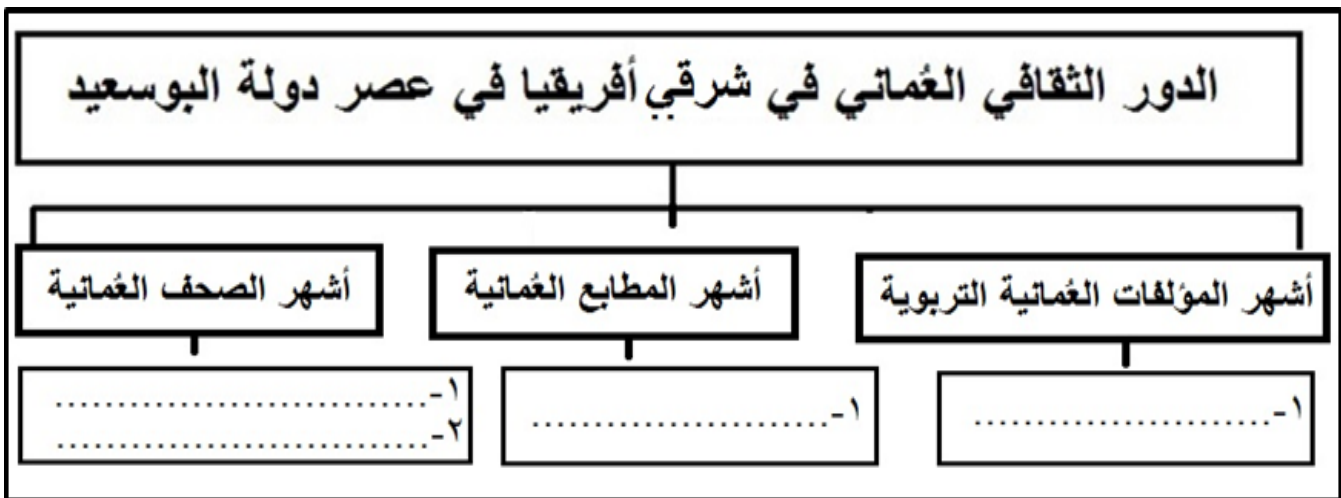 الدور الثقافي العُماني في شرقي أفريقيا في عصر دولة البوسعيد
أشهر المؤلفات العُمانية التربوية
أشهر المطابع العُمانية
أشهر الصحف العُمانية
١-........................
١-........................
١-..............................
٢-..............................